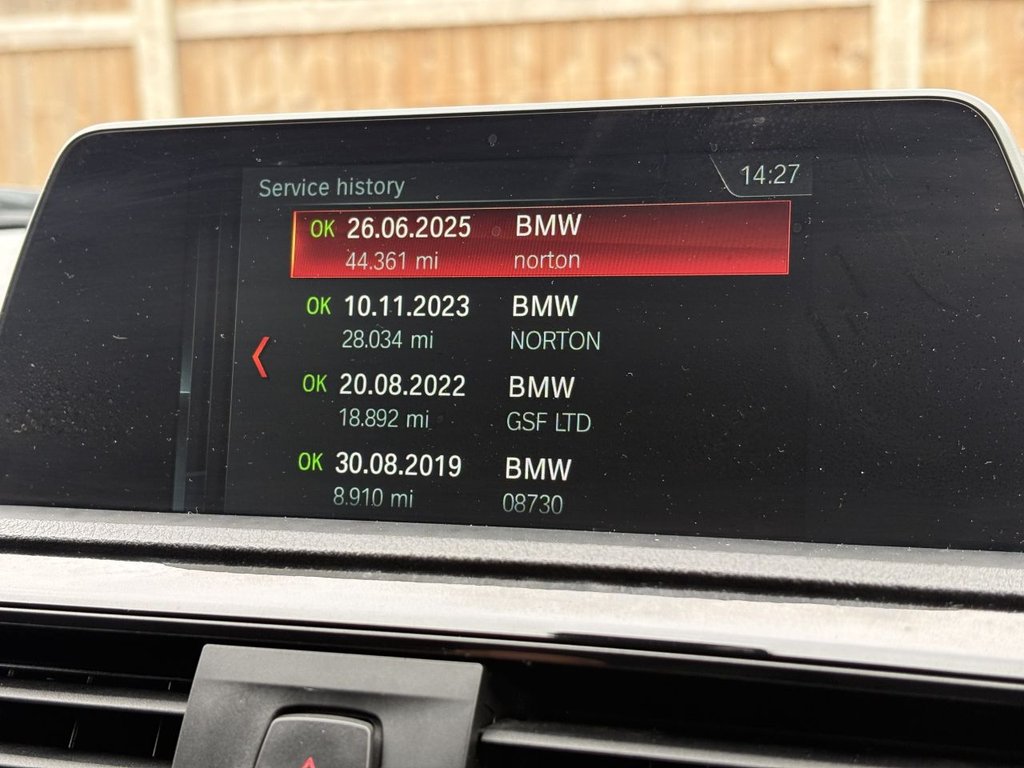 Service history 14:27
OK 26.06.2025 BMW
44.361 mi norton
OK 10.11.2023 BMW
28.034 mi NORTON
OK 20.08.2022 BMW
18.892 mi GSF LTD
OK 30.08.2019 BMW
8.910 mi 08730